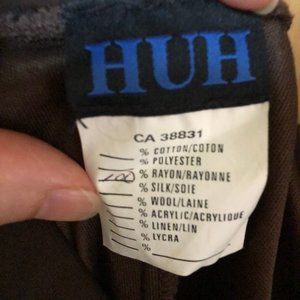 HUH
CA 38831
% COTTON/COTON
% POLYESTER
100 % RAYON/RAYONNE
% SILK/SOIE
% WOOL/LAINE
% ACRYLIC/ACRYLIQUE
% LINEN/LIN
% LYCRA